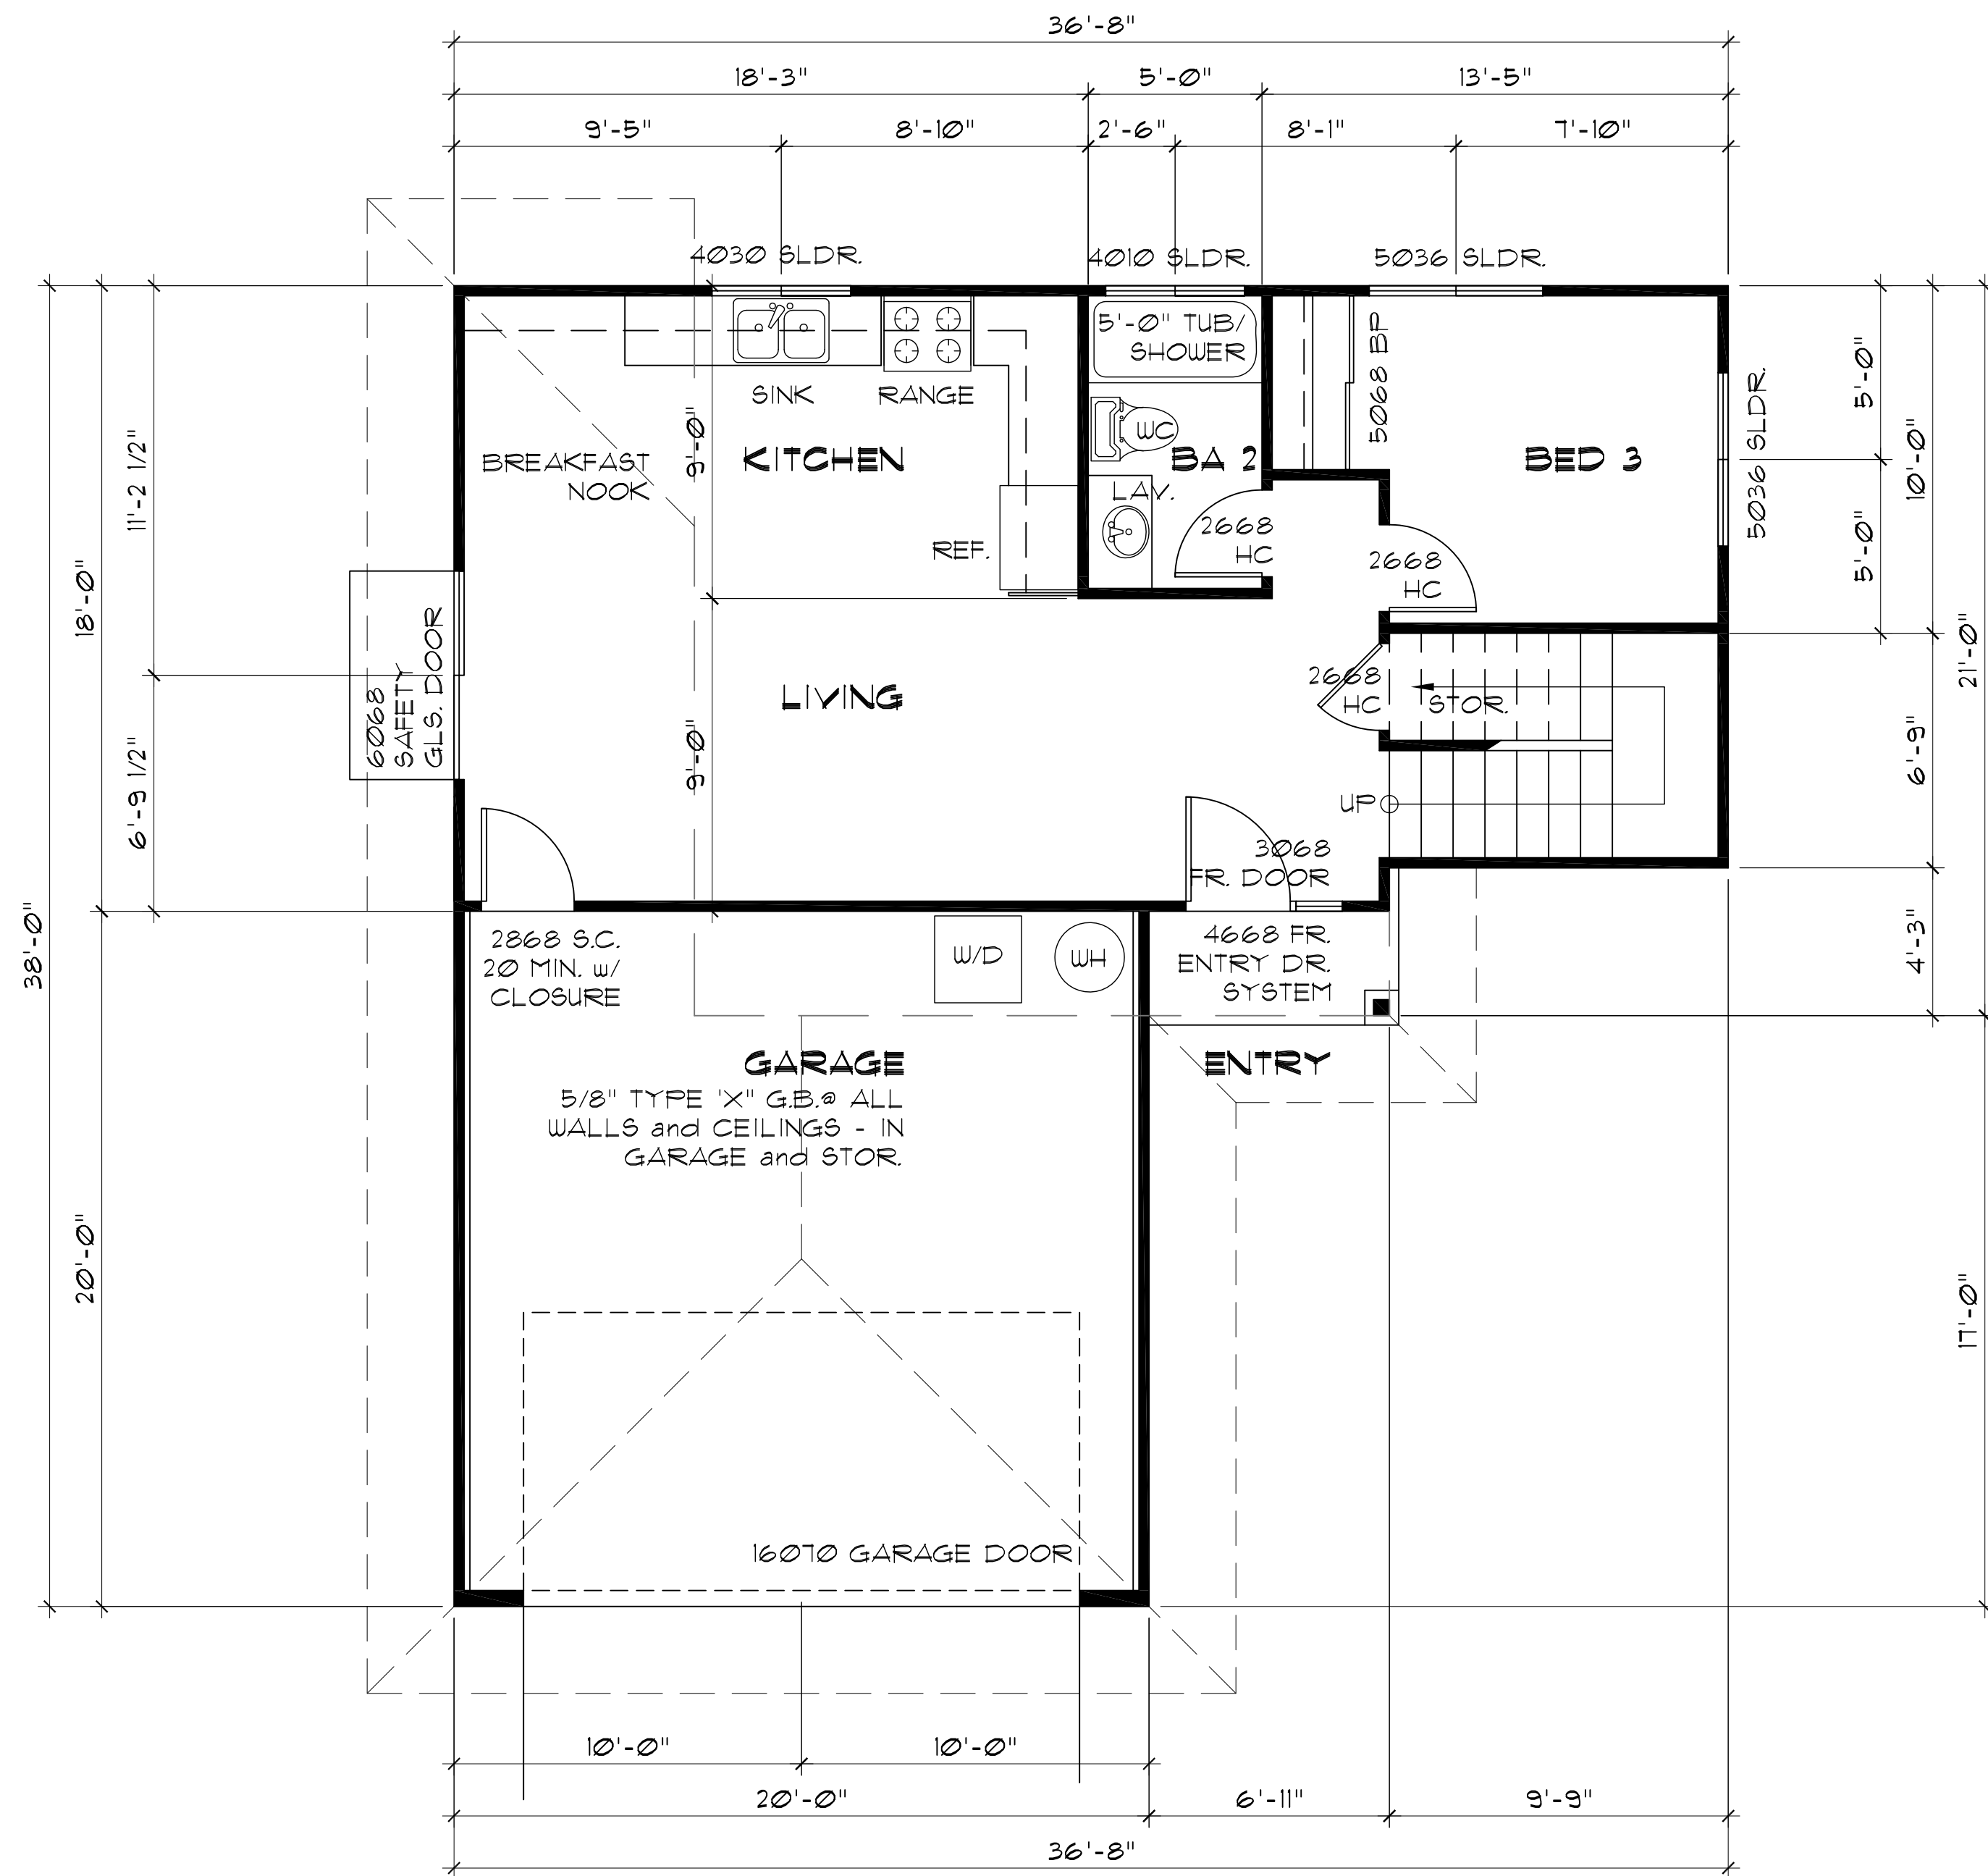 36'-8"
18'-3" 5'-0" 13'-5"
9'-5" 8'-10" 2'-6" 8'-1" 7'-10"
4030 SLDR. 4010 SLDR. 5036 SLDR.
5'-0" TUB/
SHOWER
5068 BP
SINK RANGE
WC
BREAKFAST
NOOK
KITCHEN
BA 2
BED 3
LAV.
2668
HC
REF.
2668
HC
5036 SLDR.
5'-0"
5'-0"
10'-0"
6'-9"
4'-3"
21'-0"
17'-0"
11'-2 1/2"
6'-9 1/2"
18'-0"
20'-0"
38'-0"
9'-0"
9'-0"
6068
SAFETY
GLS. DOOR
LIVING
2668
HC
STOR.
UP
3068
FR. DOOR
2868 S.C.
20 MIN. w/
CLOSURE
W/D
WH
4668 FR.
ENTRY DR.
SYSTEM
GARAGE
5/8" TYPE 'X" G.B.@ ALL
WALLS and CEILINGS - IN
GARAGE and STOR.
ENTRY
16070 GARAGE DOOR
10'-0" 10'-0"
20'-0" 6'-11" 9'-9"
36'-8"